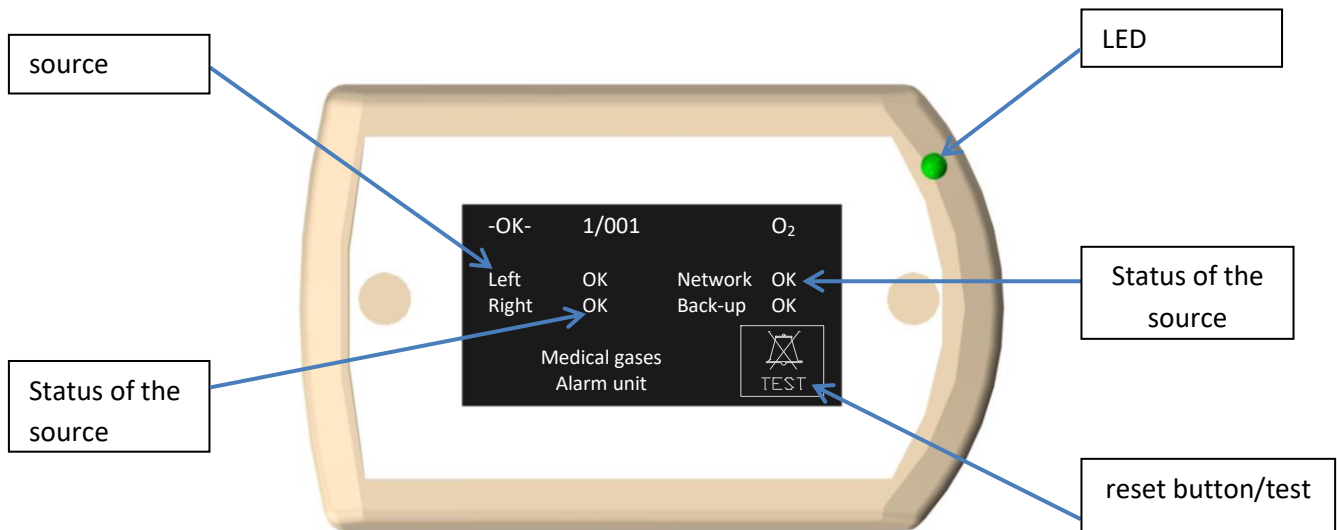 source
LED
-OK- 1/001 O₂
Left OK Network OK
Right OK Back-up OK
Status of the
source
Medical gases
Alarm unit
TEST
Status of the
source
reset button/test